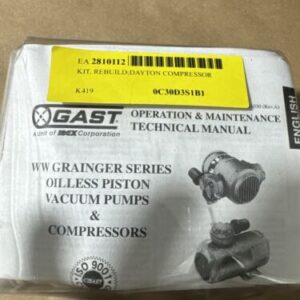 EA 2810112
KIT, REBUILD;DAYTON COMPRESSOR
K419 0C30D3S1B1
GAST
A unit of IDEX Corporation
OPERATION & MAINTENANCE
TECHNICAL MANUAL
ENGLISH
WW GRAINGER SERIES
OILLESS PISTON
VACUUM PUMPS
&
COMPRESSORS
ISO 9001
GAST